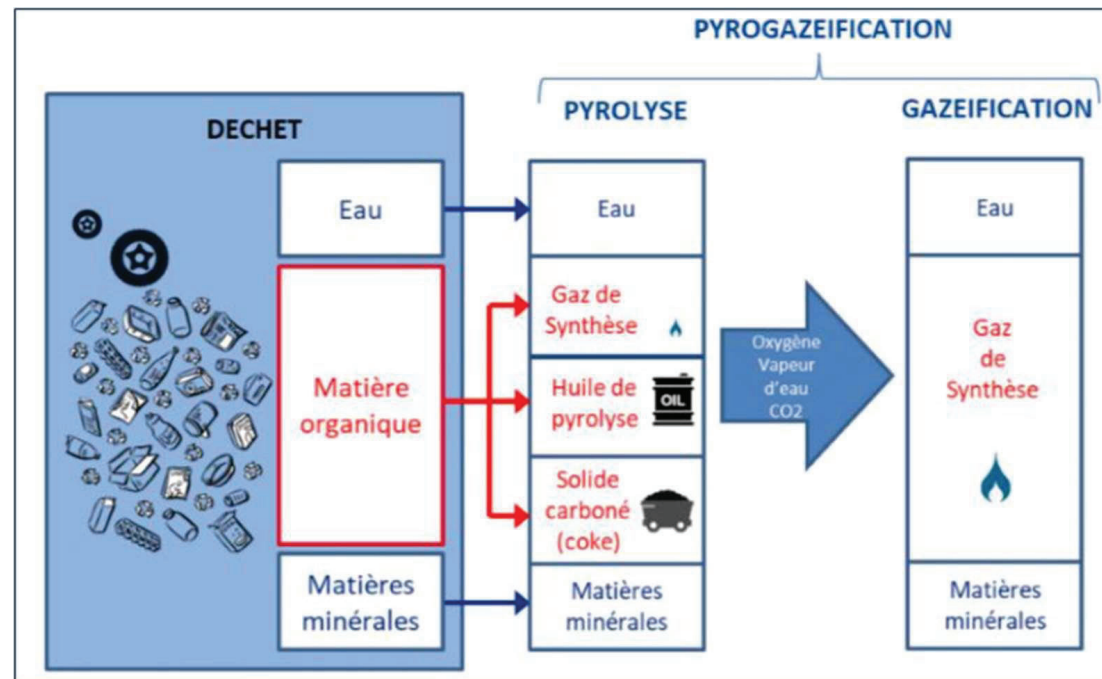 PYROGAZEIFICATION
DECHET
PYROLYSE
GAZEIFICATION
Eau
Eau
Eau
Matière
organique
Gaz de
Synthèse
Huile de
pyrolyse
OIL
Solide
carboné
(coke)
Oxygène
Vapeur
d'eau
CO2
Gaz
de
Synthèse
Matières
minérales
Matières
minérales
Matières
minérales